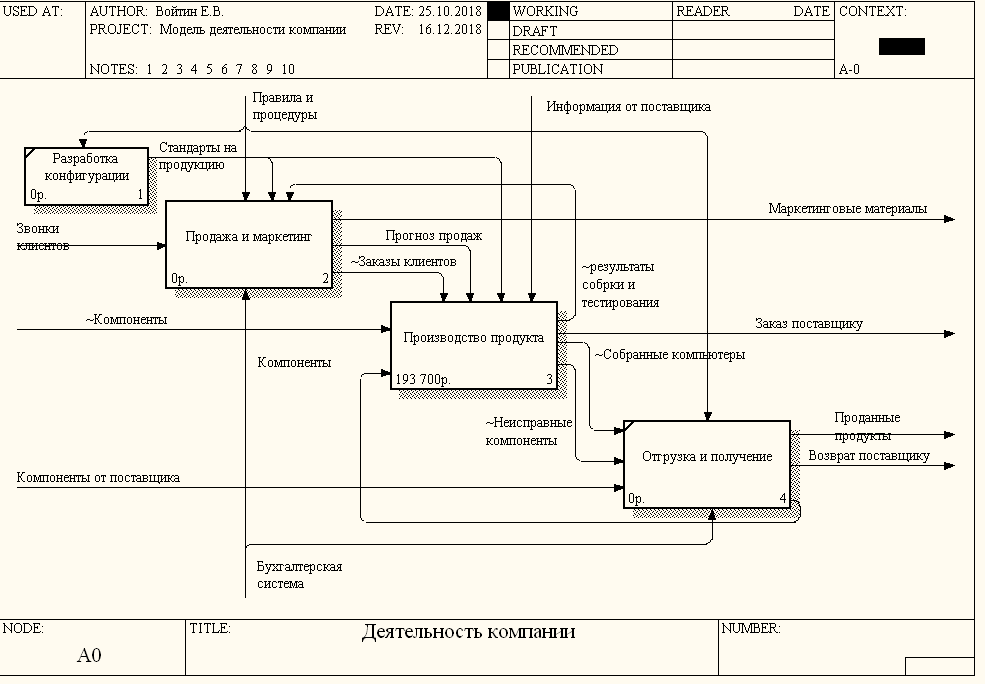 USED AT:
AUTHOR: Войтин Е.В.
DATE: 25.10.2018
PROJECT: Модель деятельности компании
REV: 16.12.2018
NOTES: 1 2 3 4 5 6 7 8 9 10
WORKING
DRAFT
RECOMMENDED
PUBLICATION
READER
DATE
CONTEXT:
A-0
Правила и
процедуры
Информация от поставщика
Разработка
конфигурации
0р.
1
Стандарты на
продукцию
Звонки
клиентов
Продажа и маркетинг
0р.
2
Маркетинговые материалы
Прогноз продаж
~Заказы клиентов
~результаты
собрки и
тестирования
~Компоненты
Производство продукта
193 700р.
3
Заказ поставщику
Компоненты
~Собранные компьютеры
~Неисправные
компоненты
Проданные
продукты
Отгрузка и получение
0р.
4
Возврат поставщику
Компоненты от поставщика
Бухгалтерская
система
NODE:
A0
TITLE:
Деятельность компании
NUMBER: